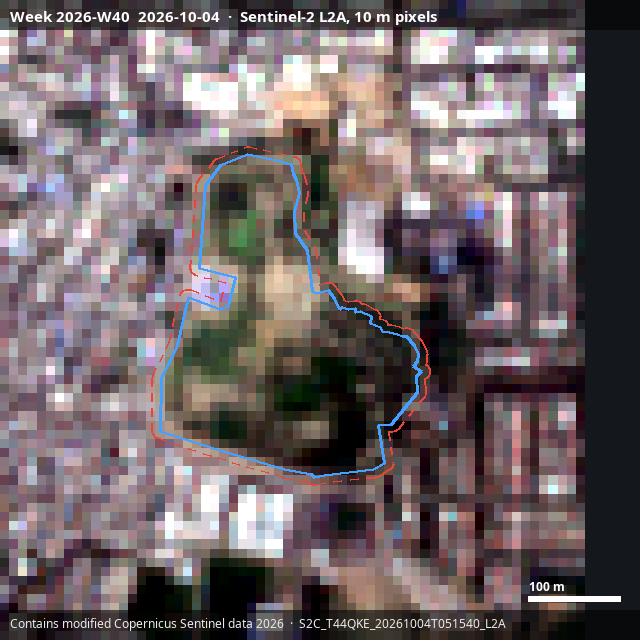 Week 2026-W40  2026-10-04  ·  Sentinel-2 L2A, 10 m pixels
100 m
Contains modified Copernicus Sentinel data 2026  ·  S2C_T44QKE_20261004T051540_L2A